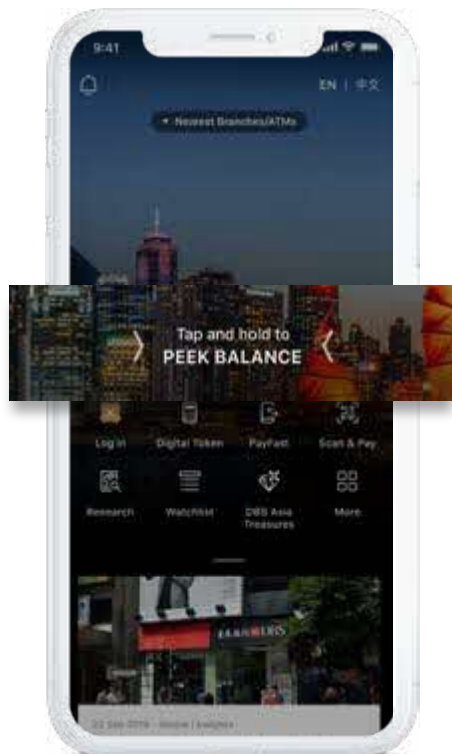 9:41
EN | 中文
Nearest Branches/ATMs
Tap and hold to
PEEK BALANCE
Log in
Digital Token
PayFast
Scan & Pay
Research
Watchlist
DBS Asia
Treasures
More
DBS